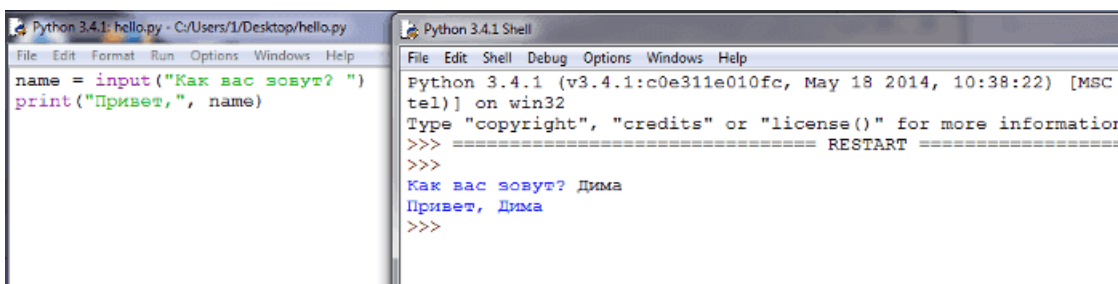 Python 3.4.1: hello.py - C:/Users/1/Desktop/hello.py
File Edit Format Run Options Windows Help
name = input("Как вас зовут? ")
print("Привет,", name)
Python 3.4.1 Shell
File Edit Shell Debug Options Windows Help
Python 3.4.1 (v3.4.1:c0e311e010fc, May 18 2014, 10:38:22) [MSC
tel)] on win32
Type "copyright", "credits" or "license()" for more information
>>> ================================ RESTART ==================
>>>
Как вас зовут? Дима
Привет, Дима
>>>